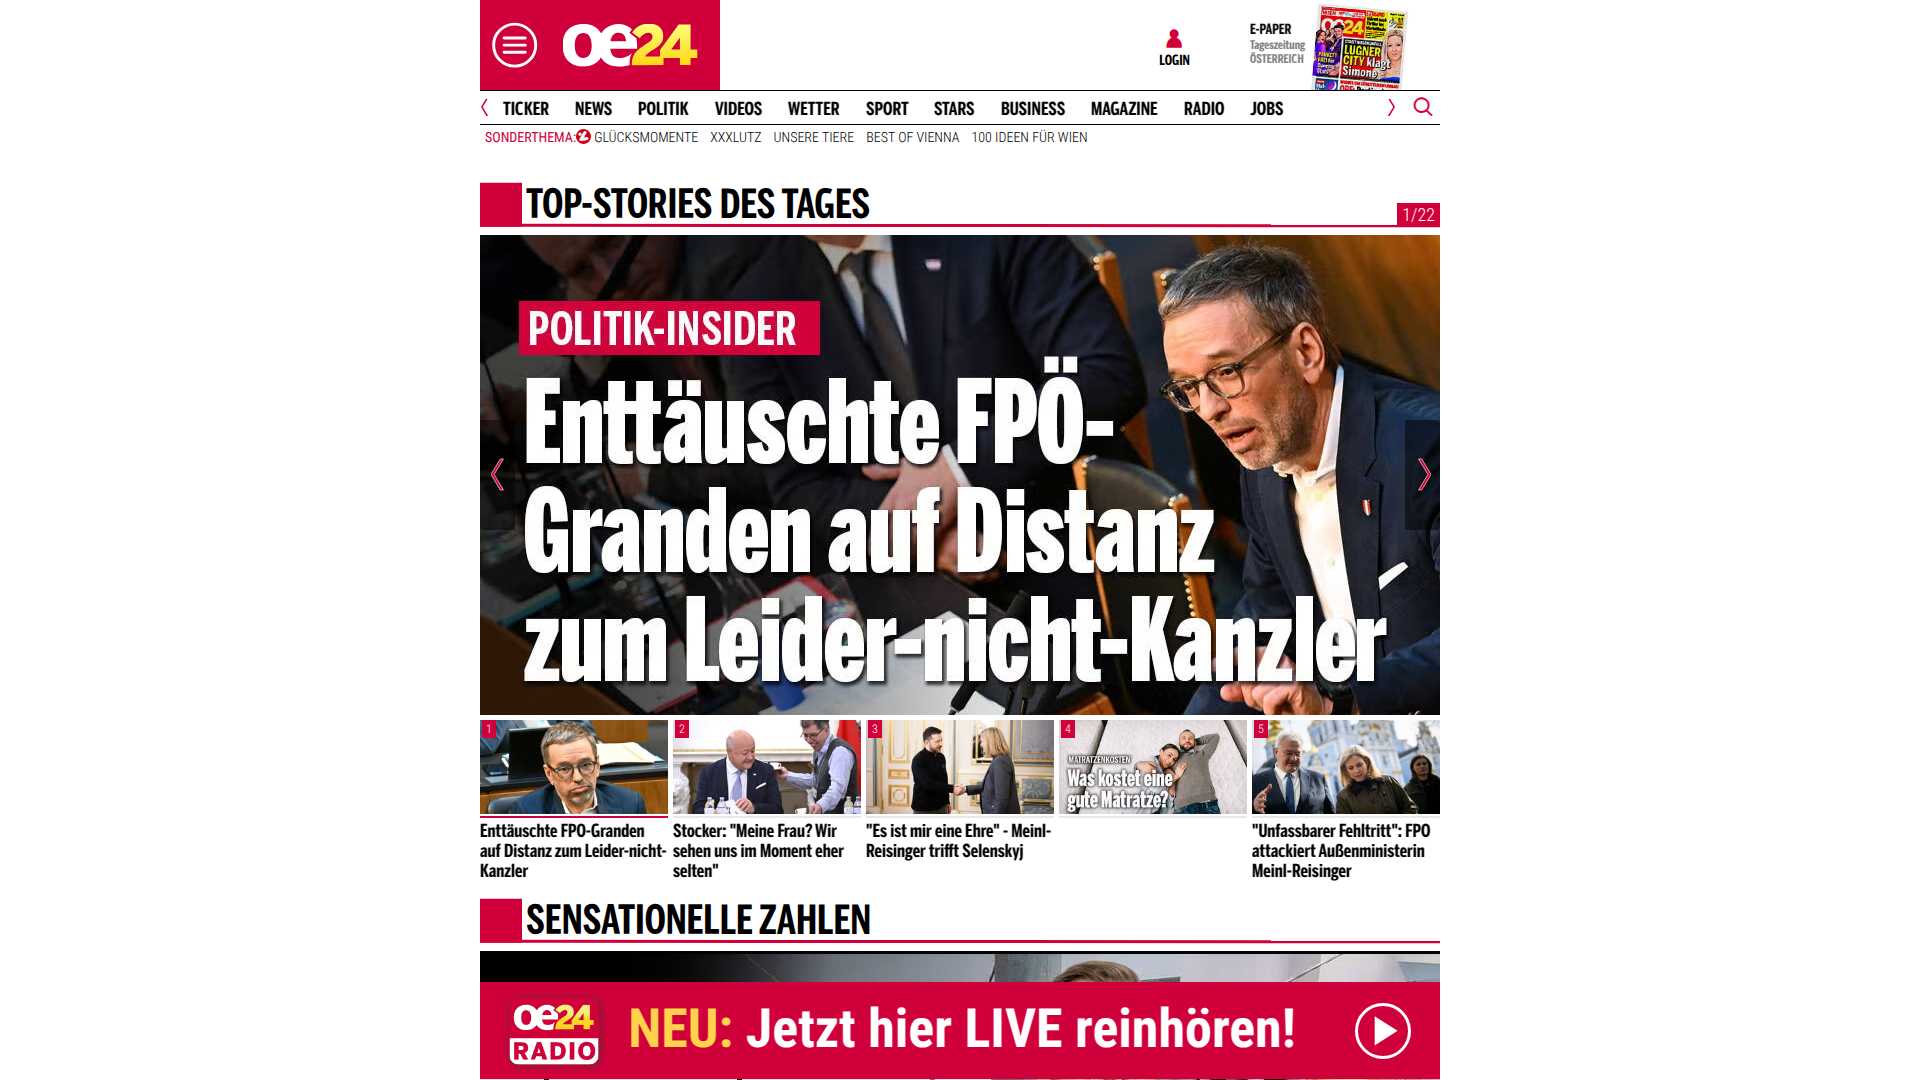 oe24
LOGIN
E-PAPER
Tageszeitung
ÖSTERREICH
oe24
LUGNER
CITY klagt
Simone
TICKER NEWS POLITIK VIDEOS WETTER SPORT STARS BUSINESS MAGAZINE RADIO JOBS
SONDERTHEMA: GLÜCKSMOMENTE XXXLUTZ UNSERE TIERE BEST OF VIENNA 100 IDEEN FÜR WIEN
TOP-STORIES DES TAGES
1/22
POLITIK-INSIDER
Enttäuschte FPÖ-
Granden auf Distanz
zum Leider-nicht-Kanzler
1
2
3
4
5
MATRATZENKOSTEN
Was kostet eine
gute Matratze?
Enttäuschte FPÖ-Granden
auf Distanz zum Leider-nicht-
Kanzler
Stocker: "Meine Frau? Wir
sehen uns im Moment eher
selten"
"Es ist mir eine Ehre" - Meinl-
Reisinger trifft Selenskyj
"Unfassbarer Fehltritt": FPÖ
attackiert Außenministerin
Meinl-Reisinger
SENSATIONELLE ZAHLEN
oe24
RADIO
NEU: Jetzt hier LIVE reinhören!